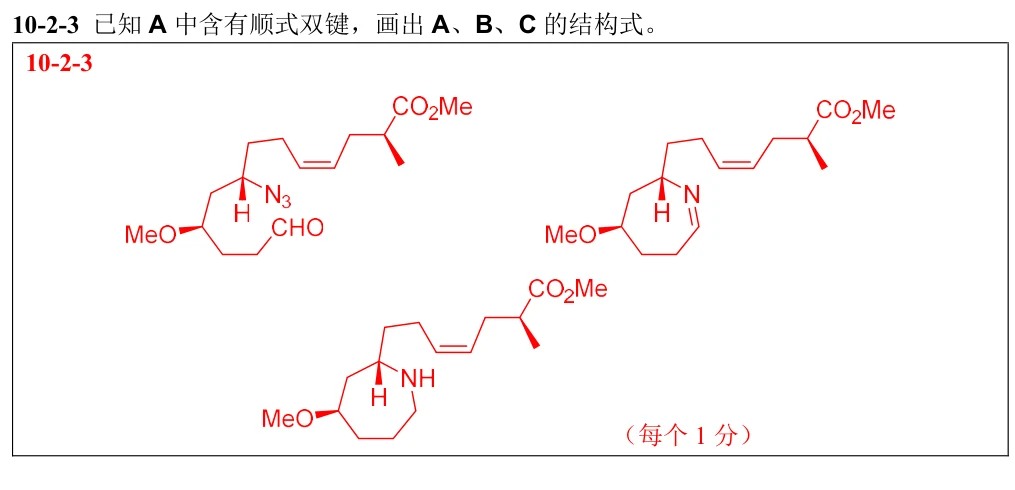 10-2-3 已知 A 中含有顺式双键，画出 A、B、C 的结构式。
10-2-3
CO2Me
N3
H
MeO
CHO
CO2Me
N
H
MeO
CO2Me
NH
H
MeO
（每个 1 分）